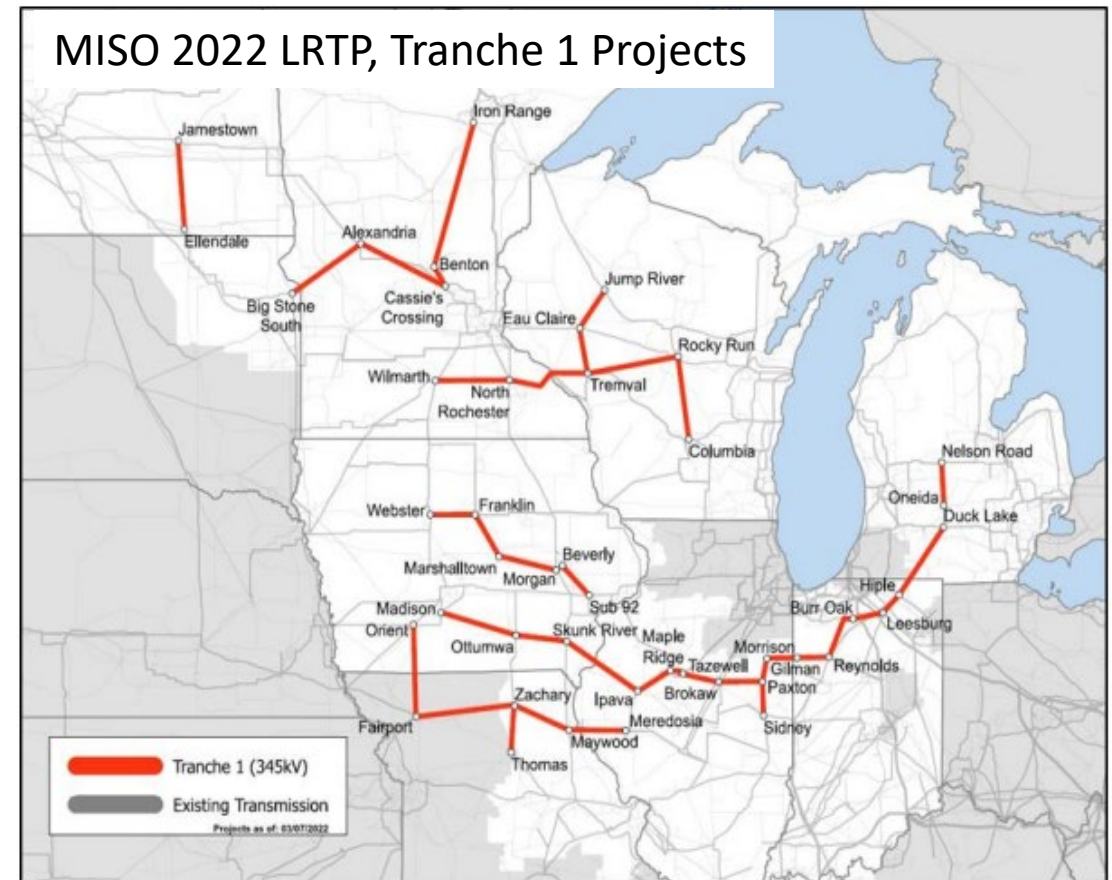 MISO 2022 LRTP, Tranche 1 Projects
Iron Range
Jamestown
Ellendale
Alexandria
Benton
Big Stone
South
Cassie's
Crossing
Jump River
Eau Claire
Rocky Run
Wilmarth
North
Rochester
Tremval
Columbia
Nelson Road
Oneida
Duck Lake
Webster
Franklin
Marshalltown
Morgan
Beverly
Sub 92
Hiple
Burr Oak
Leesburg
Madison
Orient
Ottumwa
Skunk River
Maple
Ridge
Tazewell
Morrison
Gilman
Reynolds
Paxton
Brokaw
Ipava
Sidney
Zachary
Meredosia
Fairport
Maywood
Thomas
Tranche 1 (345kV)
Existing Transmission
Projects as of: 03/07/2022